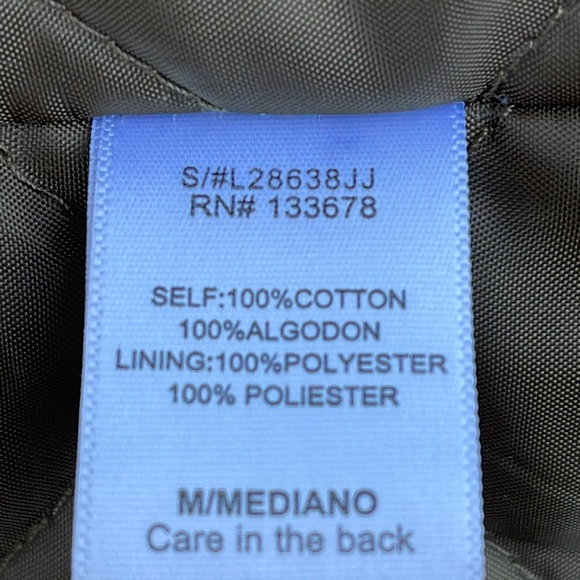 S/#L28638JJ
RN# 133678
SELF:100%COTTON
100%ALGODON
LINING:100%POLYESTER
100% POLIESTER
M/MEDIANO
Care in the back